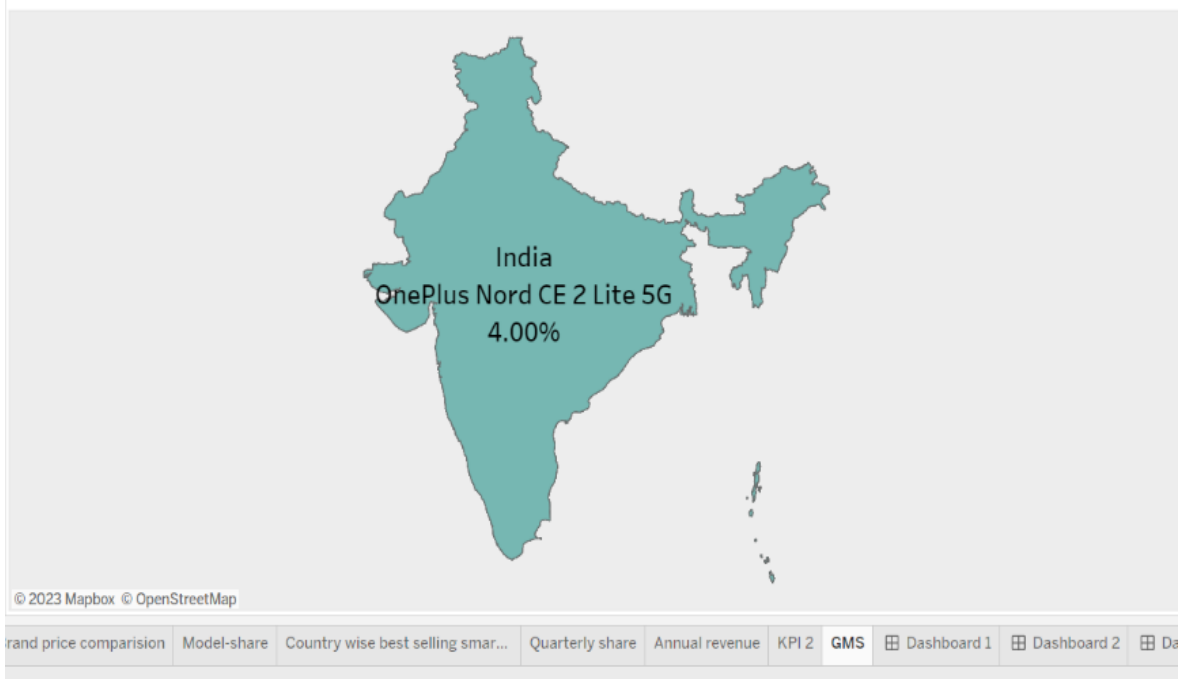 India
OnePlus Nord CE 2 Lite 5G
4.00%
© 2023 Mapbox © OpenStreetMap
rand price comparision Model-share Country wise best selling smar... Quarterly share Annual revenue KPI 2 GMS Dashboard 1 Dashboard 2 Da